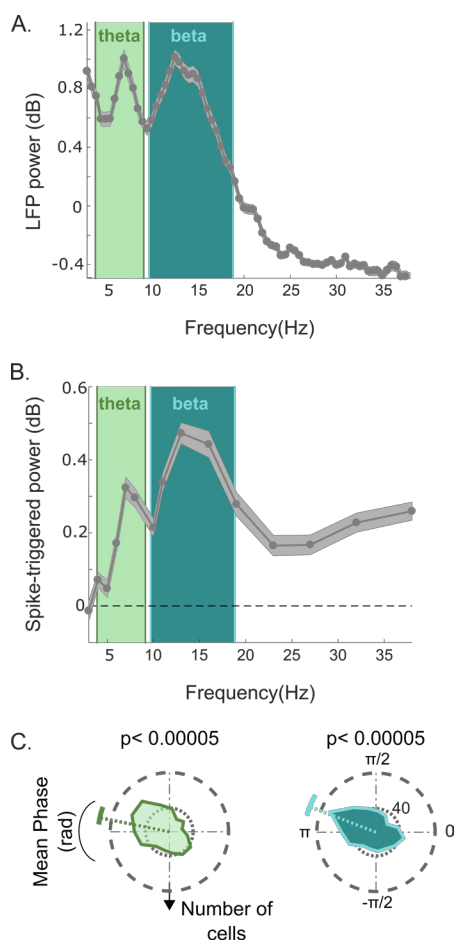 A.
theta beta
1.2
0.8
0.4
0
-0.4
LFP power (dB)
5 10 15 20 25 30 35
Frequency(Hz)
B.
theta beta
0.6
0.4
0.2
0
Spike-triggered power (dB)
5 10 15 20 25 30 35
Frequency(Hz)
C.
p< 0.00005 p< 0.00005
Mean Phase
(rad)
π/2
40
π 0
-π/2
Number of
cells